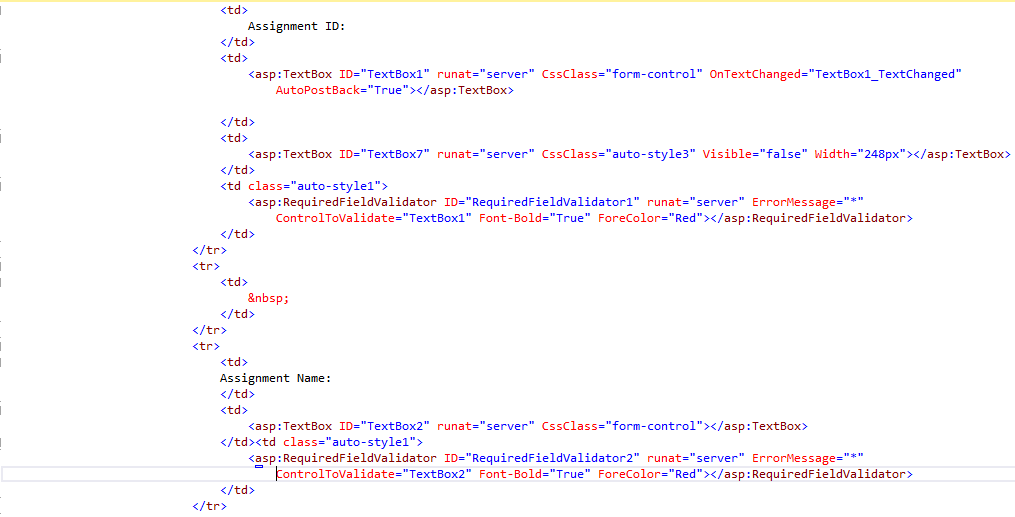 <td>
Assignment ID:
</td>
<td>
<asp:TextBox ID="TextBox1" runat="server" CssClass="form-control" OnTextChanged="TextBox1_TextChanged"
AutoPostBack="True"></asp:TextBox>
</td>
<td>
<asp:TextBox ID="TextBox7" runat="server" CssClass="auto-style3" Visible="false" Width="248px"></asp:TextBox>
</td>
<td class="auto-style1">
<asp:RequiredFieldValidator ID="RequiredFieldValidator1" runat="server" ErrorMessage="*"
ControlToValidate="TextBox1" Font-Bold="True" ForeColor="Red"></asp:RequiredFieldValidator>
</td>
</tr>
<tr>
<td>
&nbsp;
</td>
</tr>
<tr>
<td>
Assignment Name:
</td>
<td>
<asp:TextBox ID="TextBox2" runat="server" CssClass="form-control"></asp:TextBox>
</td><td class="auto-style1">
<asp:RequiredFieldValidator ID="RequiredFieldValidator2" runat="server" ErrorMessage="*"
ControlToValidate="TextBox2" Font-Bold="True" ForeColor="Red"></asp:RequiredFieldValidator>
</td>
</tr>